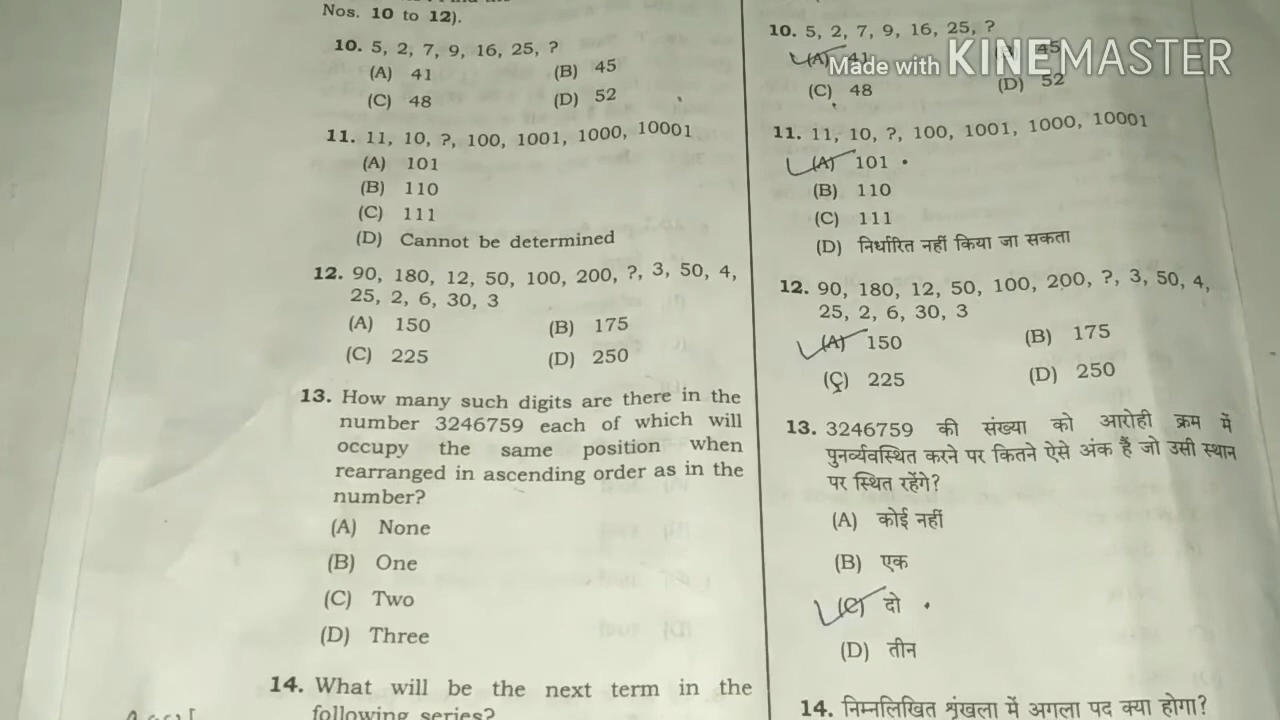 Nos. 10 to 12).
10. 5, 2, 7, 9, 16, 25, ?
(A) 41 (B) 45
(C) 48 (D) 52
11. 11, 10, ?, 100, 1001, 1000, 10001
(A) 101
(B) 110
(C) 111
(D) Cannot be determined
12. 90, 180, 12, 50, 100, 200, ?, 3, 50, 4,
25, 2, 6, 30, 3
(A) 150 (B) 175
(C) 225 (D) 250
13. How many such digits are there in the
number 3246759 each of which will
occupy the same position when
rearranged in ascending order as in the
number?
(A) None
(B) One
(C) Two
(D) Three
14. What will be the next term in the
following series?
10. 5, 2, 7, 9, 16, 25, ?
(A) 41 45
Made with KINEMASTER
(C) 48 (D) 52
11. 11, 10, ?, 100, 1001, 1000, 10001
(A) 101
(B) 110
(C) 111
(D) निर्धारित नहीं किया जा सकता
12. 90, 180, 12, 50, 100, 200, ?, 3, 50, 4,
25, 2, 6, 30, 3
(A) 150 (B) 175
(C) 225 (D) 250
13. 3246759 की संख्या को आरोही क्रम में
पुनर्व्यवस्थित करने पर कितने ऐसे अंक हैं जो उसी स्थान
पर स्थित रहेंगे?
(A) कोई नहीं
(B) एक
(C) दो
(D) तीन
14. निम्नलिखित शृंखला में अगला पद क्या होगा?